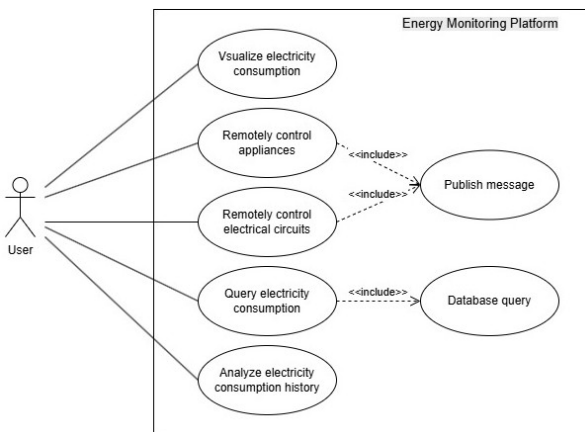 Energy Monitoring Platform
Vsualize electricity
consumption
Remotely control
appliances
<<include>>
Publish message
<<include>>
Remotely control
electrical circuits
User
Query electricity
consumption
<<include>>
Database query
Analyze electricity
consumption history